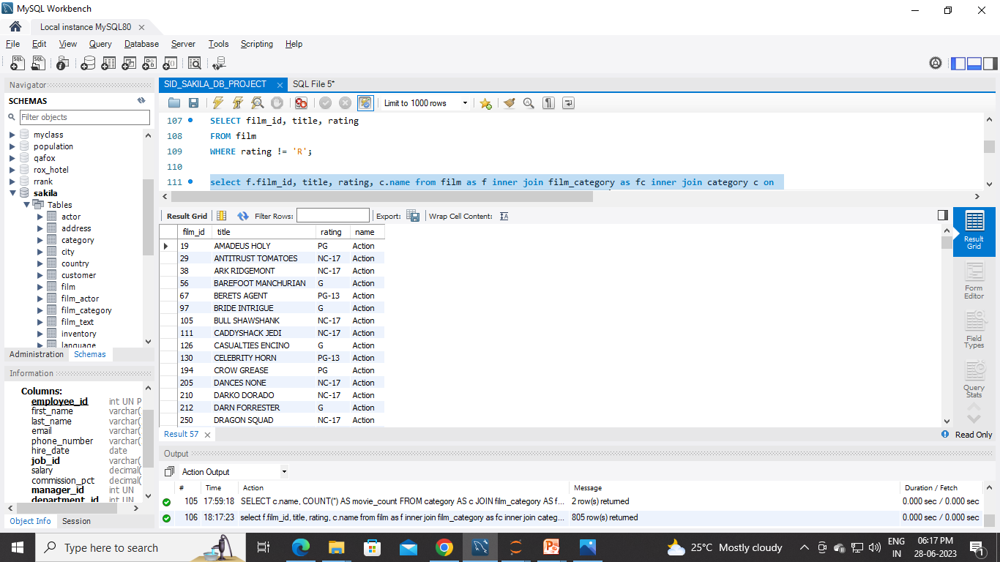 MySQL Workbench
Local instance MySQL80
File Edit View Query Database Server Tools Scripting Help
Navigator
SCHEMAS
Filter objects
myclass
population
qafox
rox_hotel
rrank
sakila
Tables
actor
address
category
city
country
customer
film
film_actor
film_category
film_text
inventory
language
Administration Schemas
Information
Columns:
employee_id int UN P
first_name varchar(
last_name varchar(
email varchar(
phone_number varchar(
hire_date date
job_id varchar(
salary decimal(
commission_pct decimal(
manager_id int UN
department_id int UN
Object Info Session
SID_SAKILA_DB_PROJECT SQL File 5*
Limit to 1000 rows
107 SELECT film_id, title, rating
108 FROM film
109 WHERE rating != 'R';
110
111 select f.film_id, title, rating, c.name from film as f inner join film_category as fc inner join category c on
Result Grid Filter Rows: Export: Wrap Cell Content:
film_id title rating name
19 AMADEUS HOLY PG Action
29 ANTITRUST TOMATOES NC-17 Action
38 ARK RIDGEMONT NC-17 Action
56 BAREFOOT MANCHURIAN G Action
67 BERETS AGENT PG-13 Action
97 BRIDE INTRIGUE G Action
105 BULL SHAWSHANK NC-17 Action
111 CADDYSHACK JEDI NC-17 Action
126 CASUALTIES ENCINO G Action
130 CELEBRITY HORN PG-13 Action
194 CROW GREASE PG Action
205 DANCES NONE NC-17 Action
210 DARKO DORADO NC-17 Action
212 DARN FORRESTER G Action
250 DRAGON SQUAD NC-17 Action
Result
Grid
Form
Editor
Field
Types
Query
Stats
Result 57
Read Only
Output
Action Output
# Time Action Message Duration / Fetch
105 17:59:18 SELECT c.name, COUNT(*) AS movie_count FROM category AS c JOIN film_category AS f... 2 row(s) returned 0.000 sec / 0.000 sec
106 18:17:23 select f.film_id, title, rating, c.name from film as f inner join film_category as fc inner join categ... 805 row(s) returned 0.000 sec / 0.000 sec
Type here to search
25°C Mostly cloudy
ENG
IN
06:17 PM
28-06-2023
1